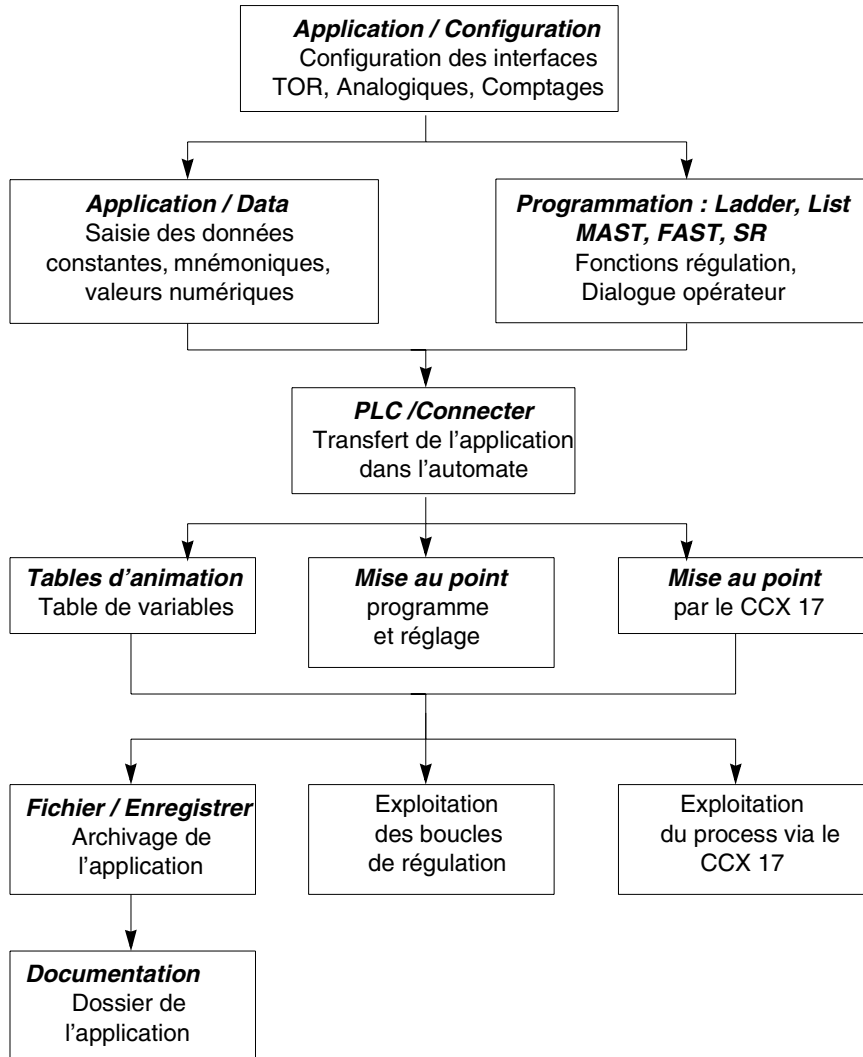 Application / Configuration
Configuration des interfaces
TOR, Analogiques, Comptages
Application / Data
Saisie des données
constantes, mnémoniques,
valeurs numériques
Programmation : Ladder, List
MAST, FAST, SR
Fonctions régulation,
Dialogue opérateur
PLC /Connecter
Transfert de l’application
dans l’automate
Tables d’animation
Table de variables
Mise au point
programme
et réglage
Mise au point
par le CCX 17
Fichier / Enregistrer
Archivage de
l’application
Exploitation
des boucles
de régulation
Exploitation
du process via le
CCX 17
Documentation
Dossier de
l’application